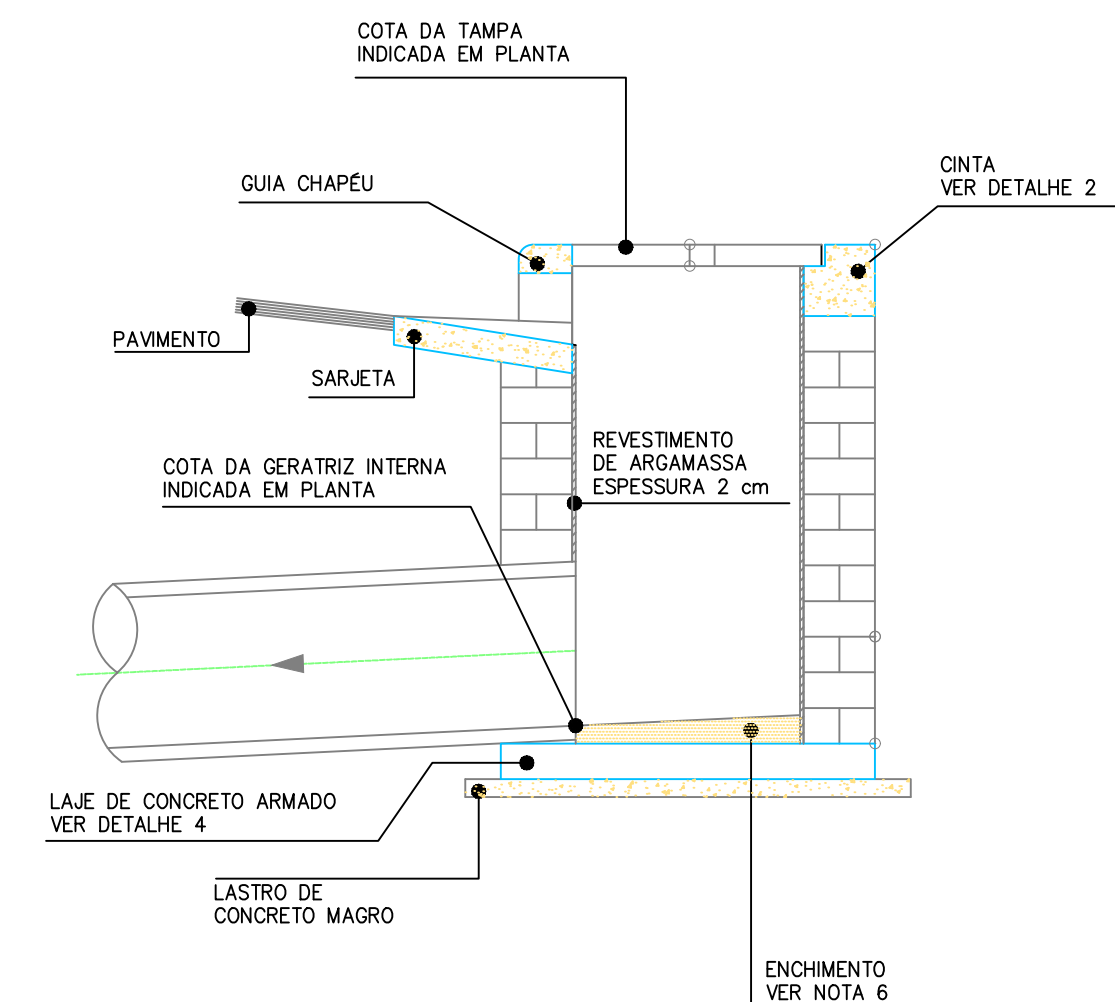 COTA DA TAMPA
INDICADA EM PLANTA
CINTA
VER DETALHE 2
GUIA CHAPÉU
PAVIMENTO
SARJETA
REVESTIMENTO
DE ARGAMASSA
ESPESSURA 2 cm
COTA DA GERATRIZ INTERNA
INDICADA EM PLANTA
LAJE DE CONCRETO ARMADO
VER DETALHE 4
LASTRO DE
CONCRETO MAGRO
ENCHIMENTO
VER NOTA 6